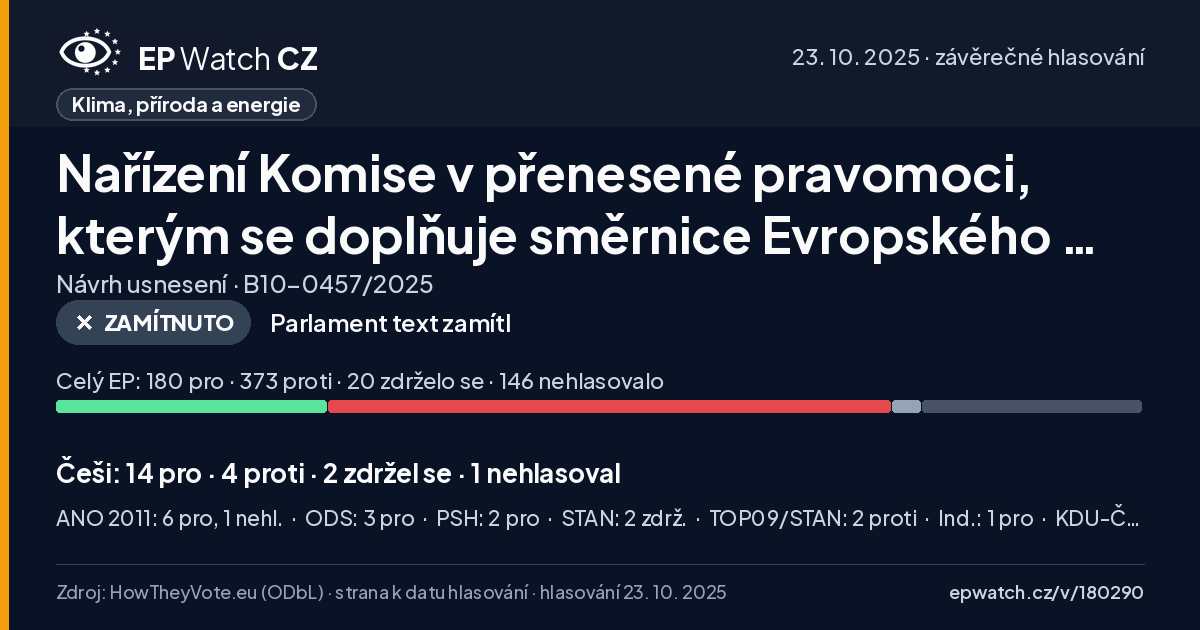 EP Watch CZ
23. 10. 2025 · závěrečné hlasování
Klima, příroda a energie
Nařízení Komise v přenesené pravomoci,
kterým se doplňuje směrnice Evropského ...
Návrh usnesení · B10-0457/2025
✕ ZAMÍTNUTO Parlament text zamítl
Celý EP: 180 pro · 373 proti · 20 zdrželo se · 146 nehlasovalo
Češi: 14 pro · 4 proti · 2 zdržel se · 1 nehlasoval
ANO 2011: 6 pro, 1 nehl. · ODS: 3 pro · PSH: 2 pro · STAN: 2 zdrž. · TOP09/STAN: 2 proti · Ind.: 1 pro · KDU-Č...
Zdroj: HowTheyVote.eu (ODbL) · strana k datu hlasování · hlasování 23. 10. 2025
epwatch.cz/v/180290